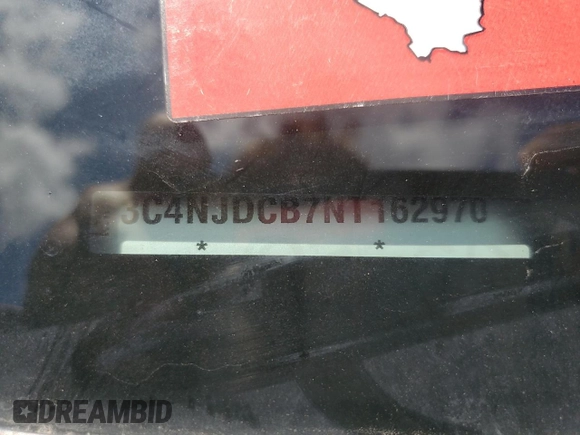 3C4NJDCB7NT162970
* *
DREAMBID